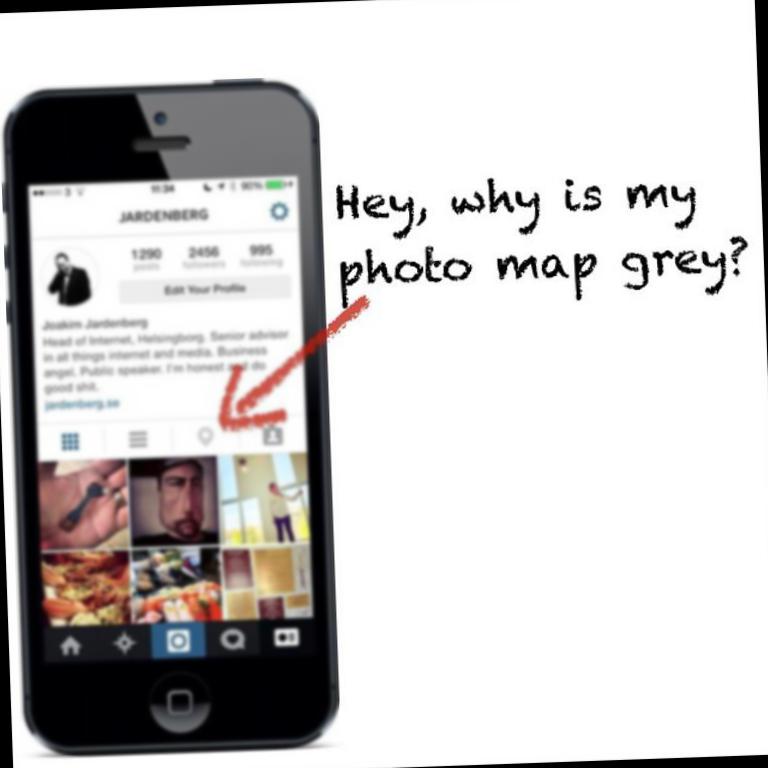 3
11:34
90%
JARDENBERG
1290
2456
995
posts
followers
following
Edit Your Profile
Joakim Jardenberg
Head of Internet, Helsingborg. Senior advisor
in all things internet and media. Business
angel. Public speaker. I'm honest and do
good shit.
jardenberg.se
Hey, why is my
photo map grey?